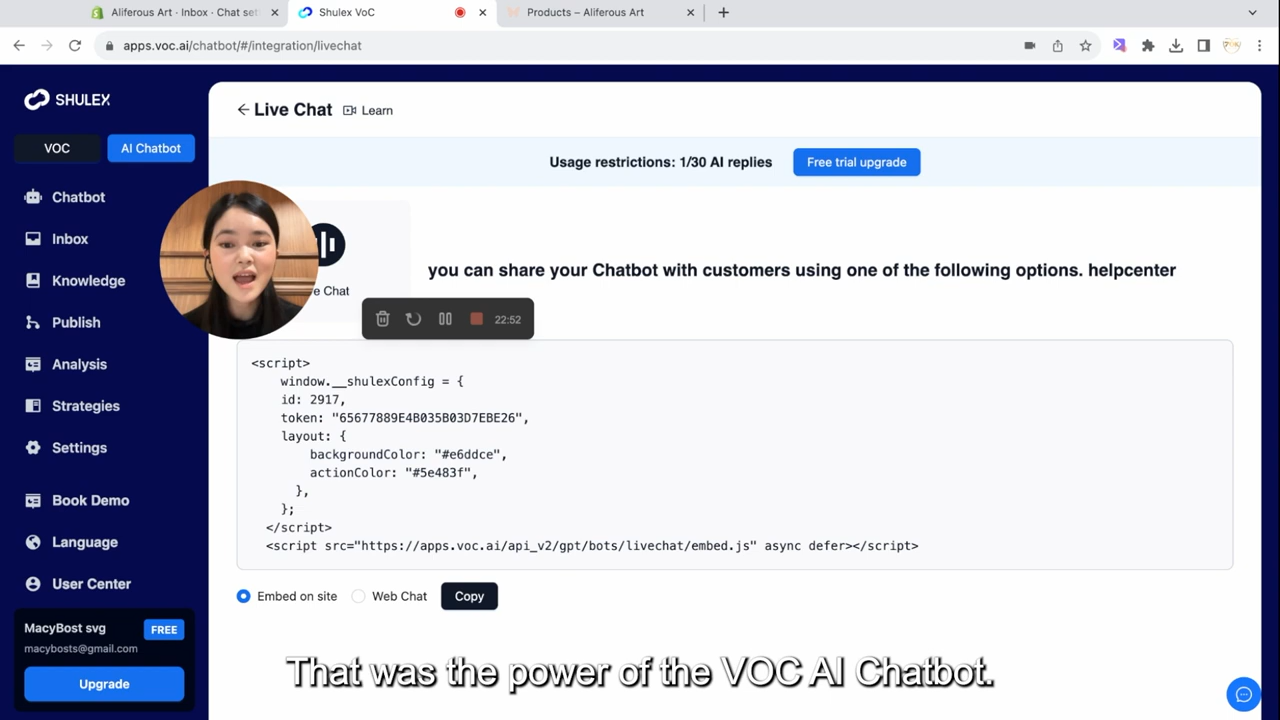 Aliferous Art · Inbox · Chat set
Shulex VoC
Products – Aliferous Art
apps.voc.ai/chatbot/#/integration/livechat
SHULEX
VOC
AI Chatbot
Chatbot
Inbox
Knowledge
Publish
Analysis
Strategies
Settings
Book Demo
Language
User Center
MacyBost svg
FREE
macybosts@gmail.com
Upgrade
Live Chat
Learn
Usage restrictions: 1/30 AI replies
Free trial upgrade
e Chat
you can share your Chatbot with customers using one of the following options. helpcenter
22:52
<script>
window.__shulexConfig = {
id: 2917,
token: "65677889E4B035B03D7EBE26",
layout: {
backgroundColor: "#e6ddce",
actionColor: "#5e483f",
},
};
</script>
<script src="https://apps.voc.ai/api_v2/gpt/bots/livechat/embed.js" async defer></script>
Embed on site
Web Chat
Copy
That was the power of the VOC AI Chatbot.